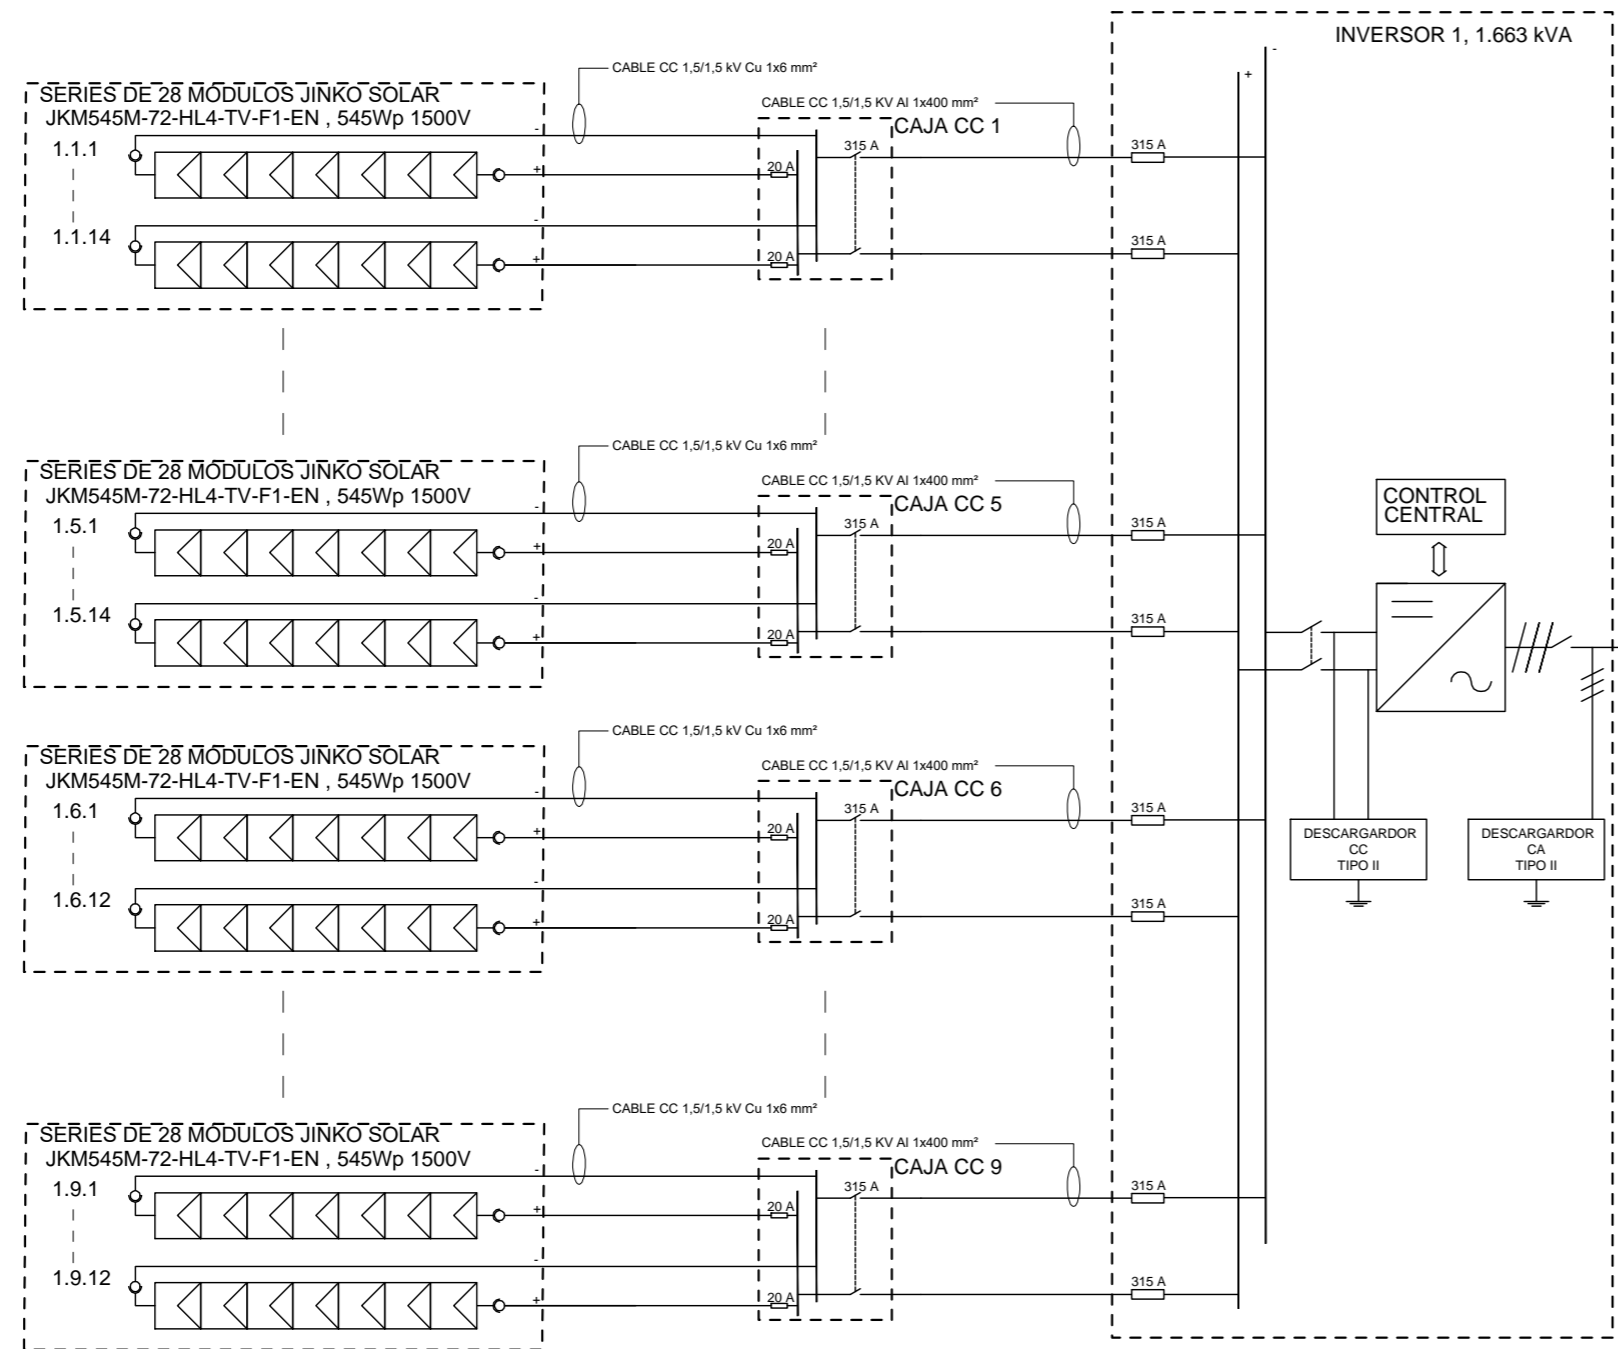 INVERSOR 1, 1.663 kVA
-
+
CABLE CC 1,5/1,5 kV Cu 1x6 mm²
SERIES DE 28 MÓDULOS JINKO SOLAR
JKM545M-72-HL4-TV-F1-EN , 545Wp 1500V
CABLE CC 1,5/1,5 KV Al 1x400 mm²
CAJA CC 1
1.1.1
-
+
20 A
315 A
315 A
1.1.14
-
+
20 A
315 A
CABLE CC 1,5/1,5 kV Cu 1x6 mm²
SERIES DE 28 MÓDULOS JINKO SOLAR
JKM545M-72-HL4-TV-F1-EN , 545Wp 1500V
CABLE CC 1,5/1,5 KV Al 1x400 mm²
CAJA CC 5
1.5.1
-
+
20 A
315 A
315 A
1.5.14
-
+
20 A
315 A
CONTROL
CENTRAL
CABLE CC 1,5/1,5 kV Cu 1x6 mm²
SERIES DE 28 MÓDULOS JINKO SOLAR
JKM545M-72-HL4-TV-F1-EN , 545Wp 1500V
CABLE CC 1,5/1,5 KV Al 1x400 mm²
CAJA CC 6
1.6.1
-
+
20 A
315 A
315 A
1.6.12
-
+
20 A
315 A
DESCARGARDOR
CC
TIPO II
DESCARGARDOR
CA
TIPO II
CABLE CC 1,5/1,5 kV Cu 1x6 mm²
SERIES DE 28 MÓDULOS JINKO SOLAR
JKM545M-72-HL4-TV-F1-EN , 545Wp 1500V
CABLE CC 1,5/1,5 KV Al 1x400 mm²
CAJA CC 9
1.9.1
-
+
20 A
315 A
315 A
1.9.12
-
+
20 A
315 A